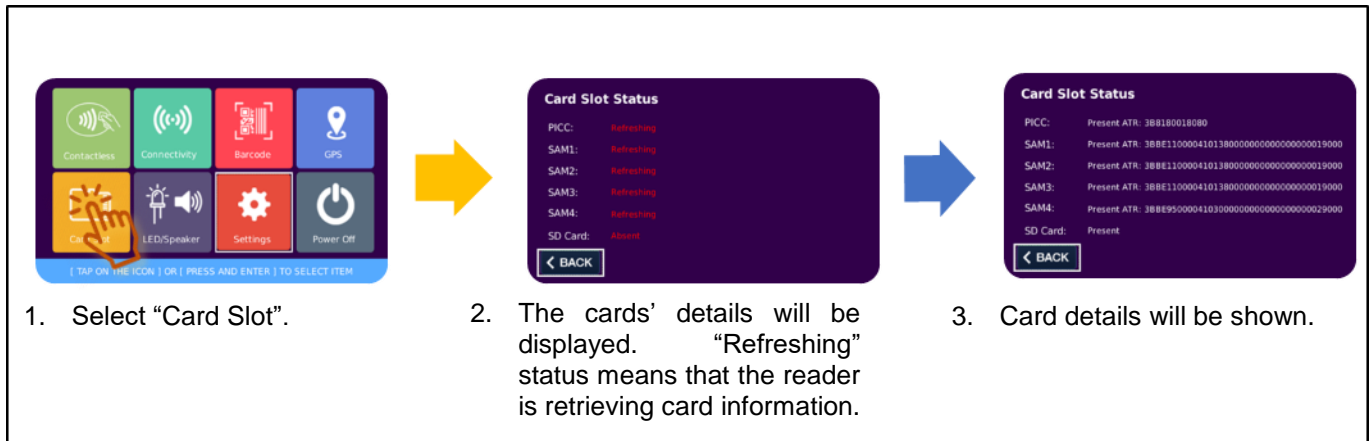 Contactless
Connectivity
Barcode
GPS
LED/Speaker
Settings
Power Off
[ TAP ON THE ICON ] OR [ PRESS AND ENTER ] TO SELECT ITEM
1. Select “Card Slot”.
Card Slot Status
PICC: Refreshing
SAM1: Refreshing
SAM2: Refreshing
SAM3: Refreshing
SAM4: Refreshing
SD Card: Absent
BACK
2. The cards’ details will be
displayed. “Refreshing”
status means that the reader
is retrieving card information.
Card Slot Status
PICC: Present ATR: 3B8180018080
SAM1: Present ATR:
SAM2: Present ATR:
SAM3: Present ATR:
SAM4: Present ATR:
SD Card: Present
BACK
3. Card details will be shown.